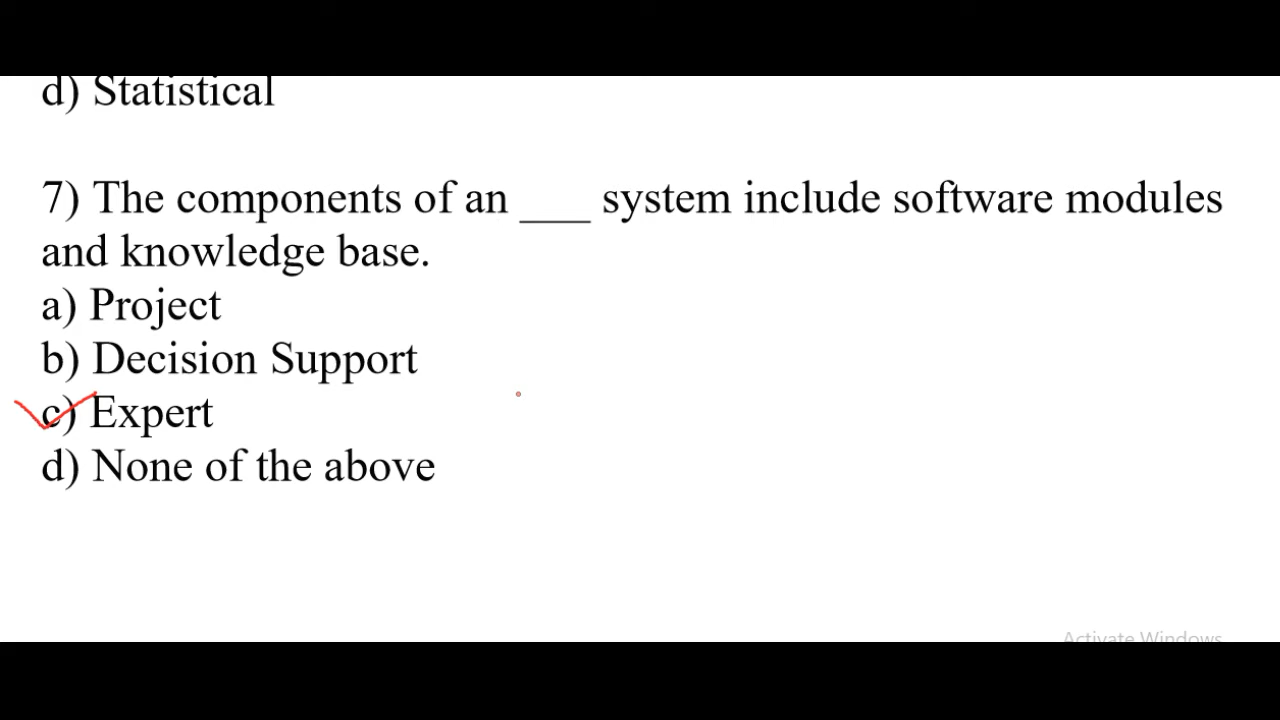 d) Statistical
7) The components of an ___ system include software modules
and knowledge base.
a) Project
b) Decision Support
c) Expert
d) None of the above
Activate Windows